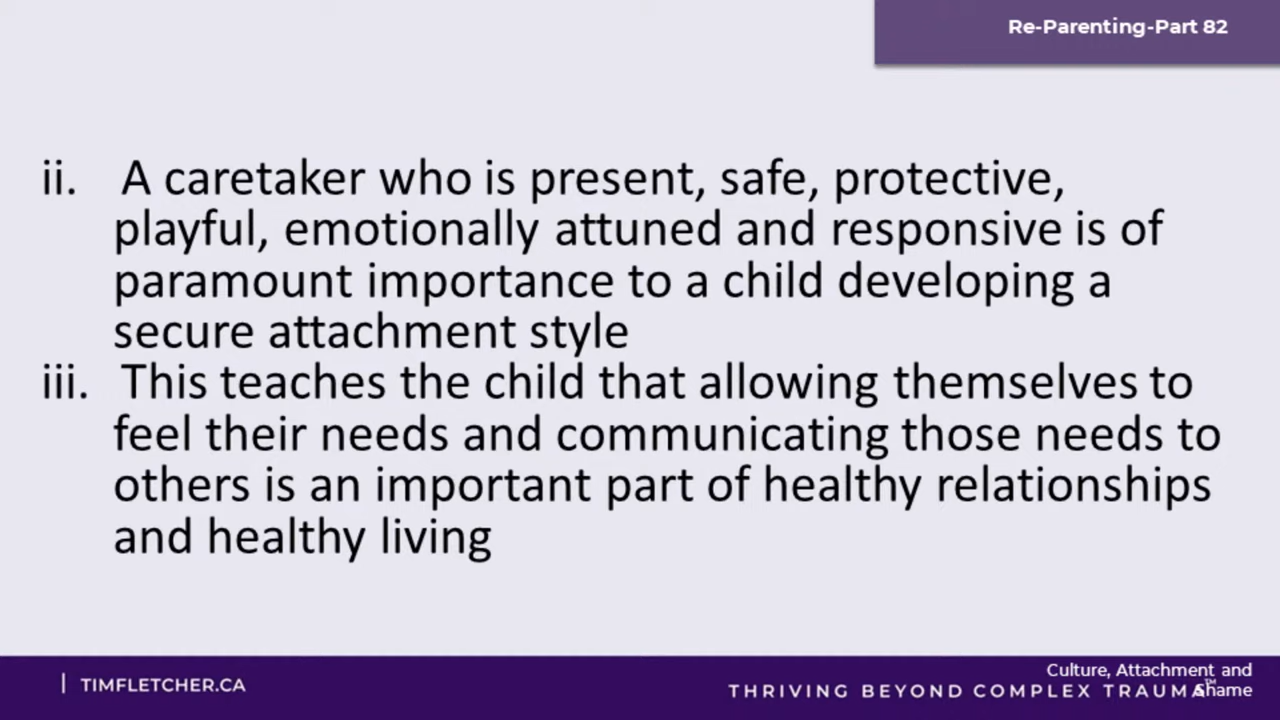 Re-Parenting-Part 82
ii. A caretaker who is present, safe, protective,
playful, emotionally attuned and responsive is of
paramount importance to a child developing a
secure attachment style
iii. This teaches the child that allowing themselves to
feel their needs and communicating those needs to
others is an important part of healthy relationships
and healthy living
| TIMFLETCHER.CA
Culture, Attachment and
Shame
THRIVING BEYOND COMPLEX TRAUMA™